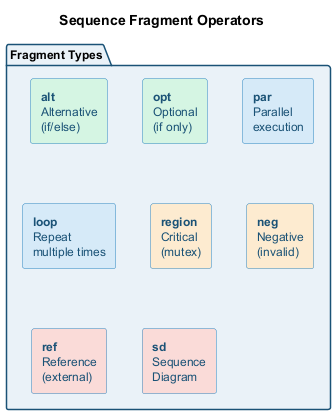 Sequence Fragment Operators
Fragment Types
alt
Alternative
(if/else)
opt
Optional
(if only)
par
Parallel
execution
loop
Repeat
multiple times
region
Critical
(mutex)
neg
Negative
(invalid)
ref
Reference
(external)
sd
Sequence
Diagram